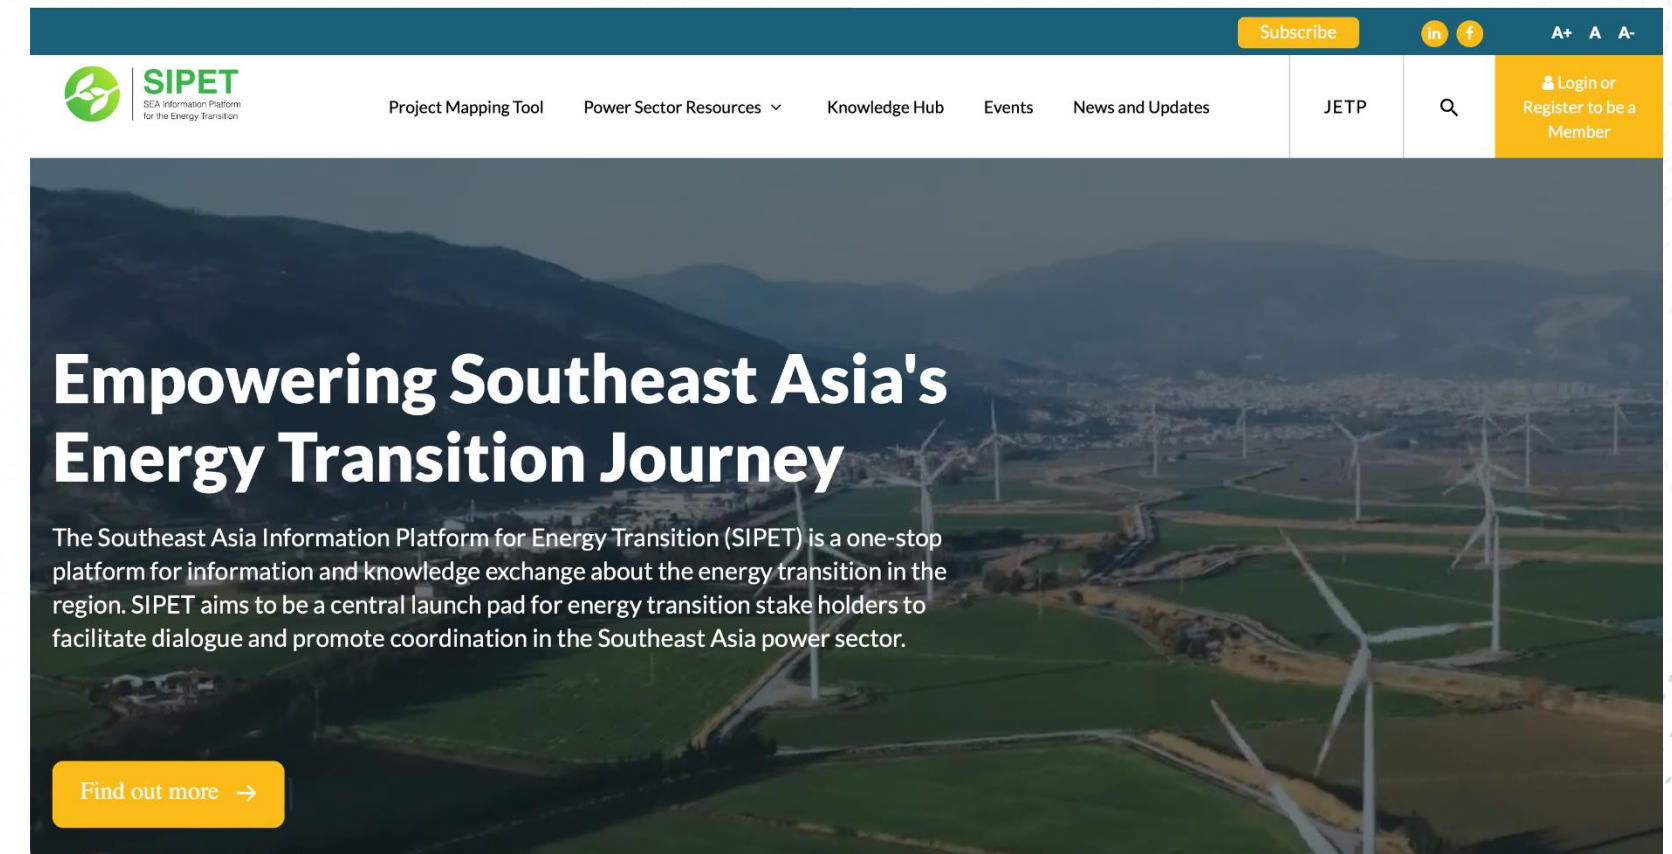 Subscribe
in f
A+ A A-
SIPET
SEA Information Platform
for the Energy Transition
Project Mapping Tool
Power Sector Resources
Knowledge Hub
Events
News and Updates
JETP
Login or
Register to be a
Member
Empowering Southeast Asia's
Energy Transition Journey
The Southeast Asia Information Platform for Energy Transition (SIPET) is a one-stop
platform for information and knowledge exchange about the energy transition in the
region. SIPET aims to be a central launch pad for energy transition stake holders to
facilitate dialogue and promote coordination in the Southeast Asia power sector.
Find out more →